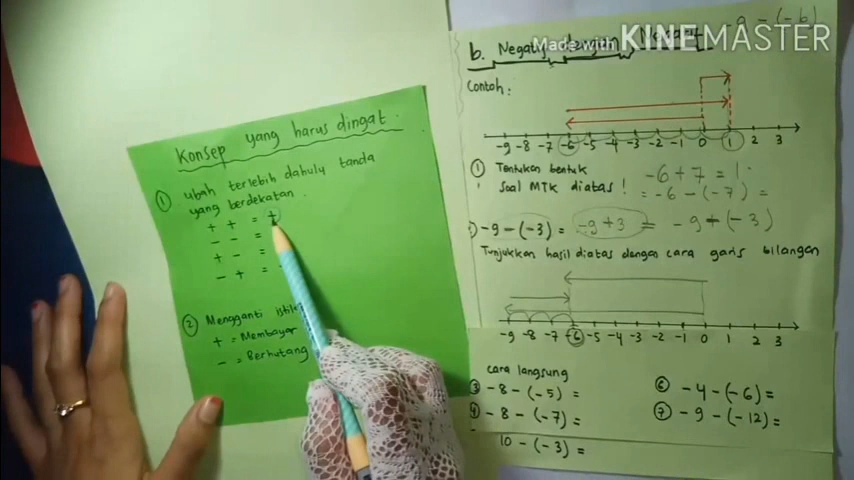 Konsep yang harus diingat.
① ubah terlebih dahulu tanda
yang berdekatan.
+ + = +
- - =
+ - =
- + =
② Mengganti
+ = Membayar
- = Berhutang
Made with KINEMASTER
b. Negatif dengan
Contoh:
-9 -8 -7 -6 -5 -4 -3 -2 -1 0 1 2 3
① Tentukan bentuk
soal MTK diatas!
-6 + 7 = 1
= -6 - (-7) =
-9 - (-3) = -9 + 3 =
Tunjukkan hasil diatas dengan cara garis bilangan
-9 -8 -7 -6 -5 -4 -3 -2 -1 0 1 2 3
cara langsung
③ -8 - (-5) =
④ -8 - (-7) =
10 - (-3) =
⑥ -4 - (-6) =
⑦ -9 - (-12) =